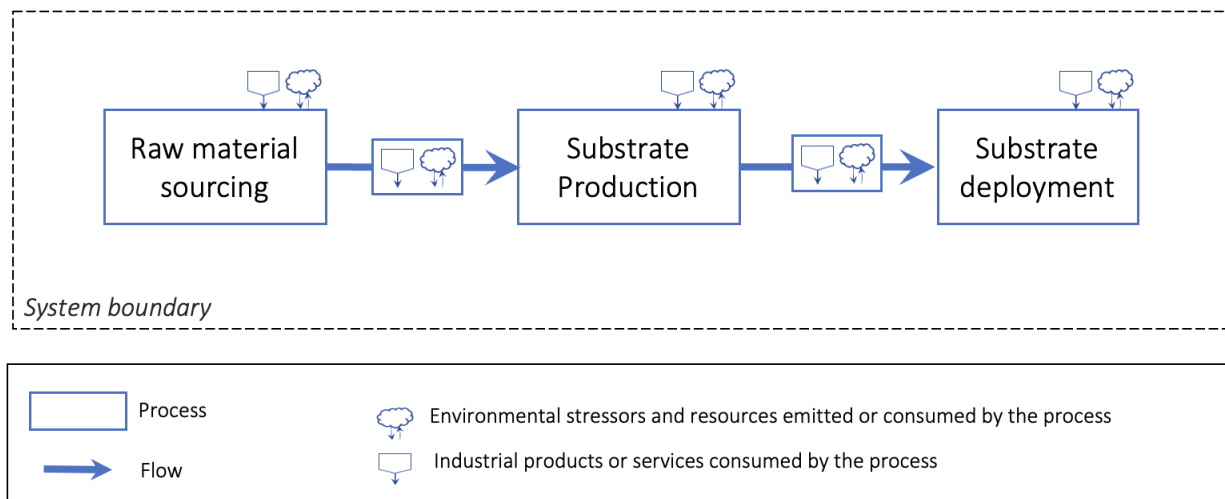 Raw material
sourcing
Substrate
Production
Substrate
deployment
System boundary
Process
Environmental stressors and resources emitted or consumed by the process
Flow
Industrial products or services consumed by the process